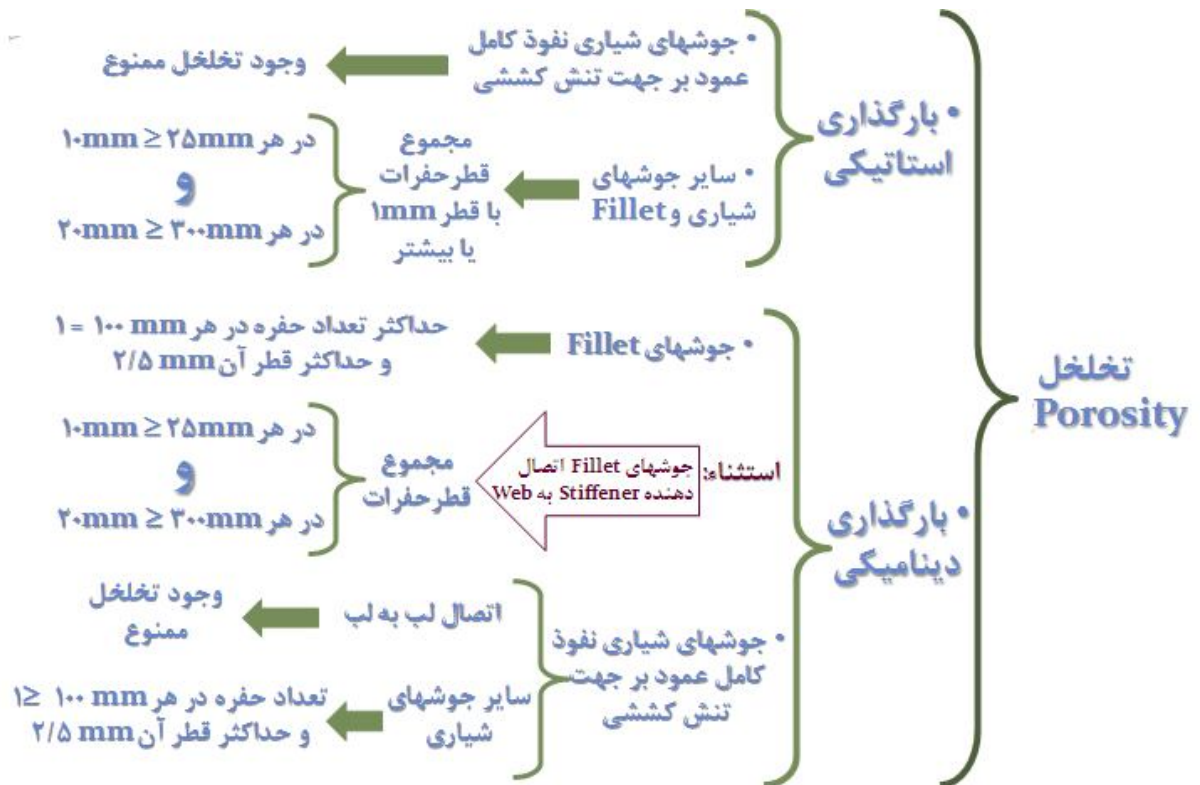 تخلخل
Porosity
• بارگذاری
استاتیکی
• جوشهای شیاری نفوذ کامل
عمود بر جهت تنش کششی
وجود تخلخل ممنوع
• سایر جوشهای
شیاری و Fillet
مجموع
قطر حفرات
با قطر ۱mm
یا بیشتر
در هر ۲۵mm ≤ ۱۰mm
و
در هر ۳۰۰mm ≤ ۲۰mm
• بارگذاری
دینامیکی
• جوشهای Fillet
حداکثر تعداد حفره در هر ۱۰۰ mm = ۱
و حداکثر قطر آن ۲/۵ mm
استثناء:
جوشهای Fillet اتصال
دهنده Stiffener به Web
مجموع
قطر حفرات
در هر ۲۵mm ≤ ۱۰mm
و
در هر ۳۰۰mm ≤ ۲۰mm
• جوشهای شیاری نفوذ
کامل عمود بر جهت
تنش کششی
اتصال لب به لب
وجود تخلخل
ممنوع
سایر جوشهای
شیاری
تعداد حفره در هر ۱۰۰ mm ≤ ۱
و حداکثر قطر آن ۲/۵ mm